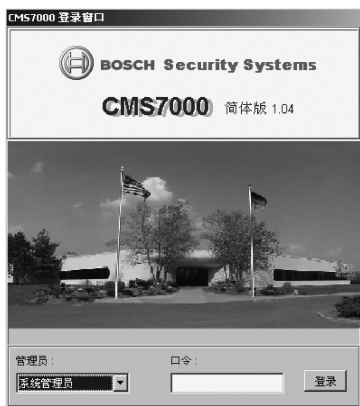 CMS7000 登录窗口
BOSCH Security Systems
CMS7000 简体版 1.04
管理员: 口令:
系统管理员 登录